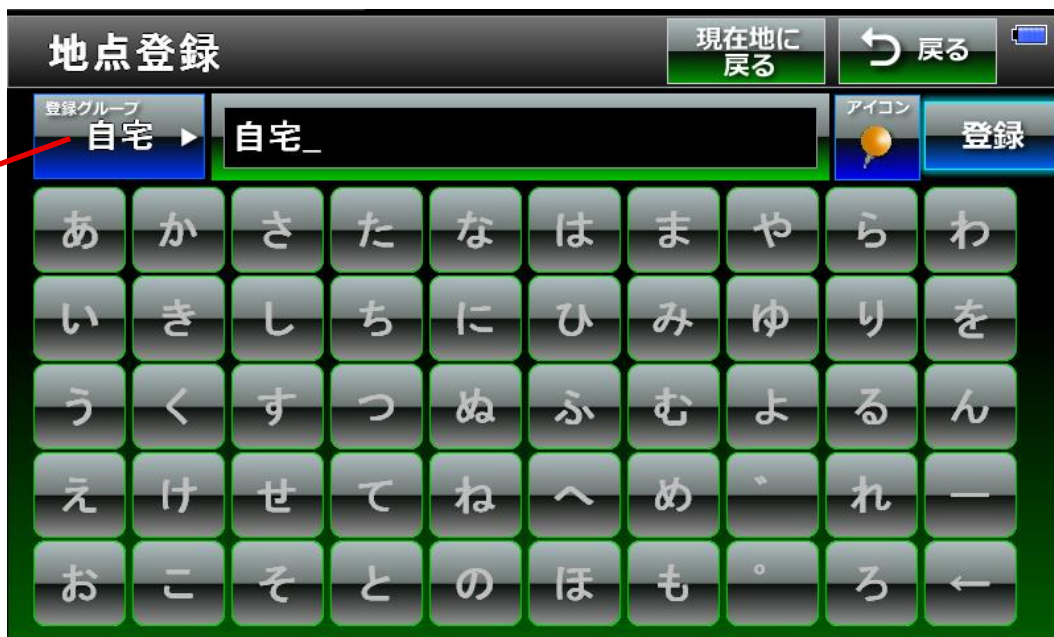 地点登録
現在地に
戻る
戻る
登録グループ
自宅
自宅_
アイコン
登録
あ か さ た な は ま や ら わ
い き し ち に ひ み ゆ り を
う く す つ ぬ ふ む よ る ん
え け せ て ね へ め ゛ れ ー
お こ そ と の ほ も ゜ ろ ←